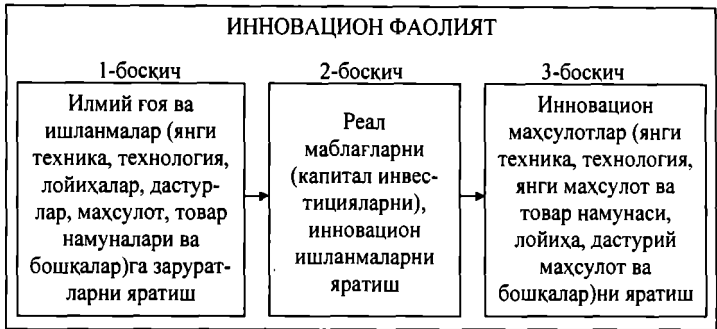 ИННОВАЦИОН ФАОЛИЯТ
1-босқич
Илмий ғоя ва
ишланмалар (янги
техника, технология,
лойиҳалар, дастур-
лар, маҳсулот, товар
намуналари ва
бошқалар)га зарурат-
ларни яратиш
2-босқич
Реал
маблағларни
(капитал инвес-
тицияларни),
инновацион
ишланмаларни
яратиш
3-босқич
Инновацион
маҳсулотлар (янги
техника, технология,
янги маҳсулот ва
товар намунаси,
лойиҳа, дастурий
маҳсулот ва
бошқалар)ни яратиш